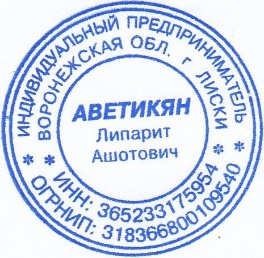 * ИНДИВИДУАЛЬНЫЙ ПРЕДПРИНИМАТЕЛЬ *
* ВОРОНЕЖСКАЯ ОБЛ. г ЛИСКИ *
АВЕТИКЯН
Липарит
Ашотович
ИНН: 365233175954
ОГРНИП: 318366800109540